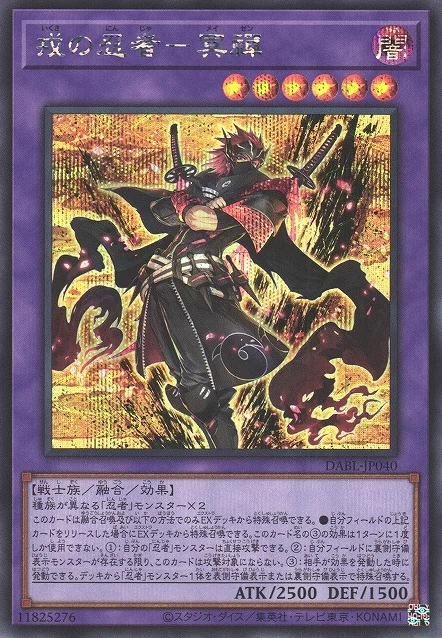 戎の忍者－冥禪
いくさ にんじゃ メイ ゼン
闇
DABL-JP040
【戦士族／融合／効果】
種族が異なる「忍者」モンスター×2
このカードは融合召喚及び以下の方法でのみEXデッキから特殊召喚できる。●自分フィールドの上記
カードをリリースした場合にEXデッキから特殊召喚できる。このカード名の③の効果は1ターンに1度
しか使用できない。①：自分の「忍者」モンスターは直接攻撃できる。②：自分フィールドに裏側守備
表示モンスターが存在する限り、このカードは攻撃対象にならない。③：相手が効果を発動した時に
発動できる。デッキから「忍者」モンスター1体を表側守備表示または裏側守備表示で特殊召喚する。
ATK/2500 DEF/1500
11825276 ©スタジオ・ダイス／集英社・テレビ東京・KONAMI